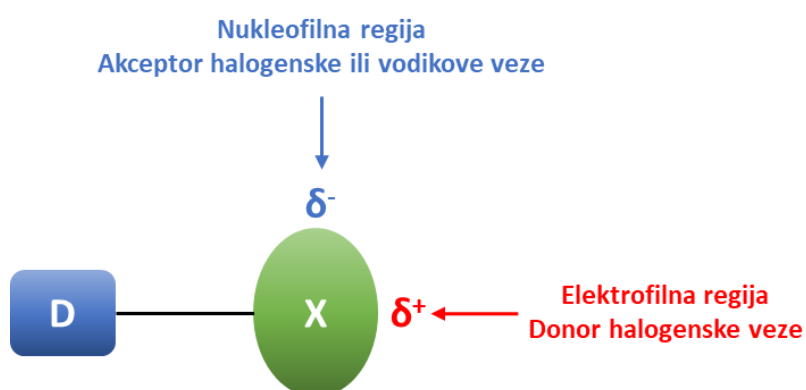 Nukleofilna regija
Akceptor halogenske ili vodikove veze
δ-
D
X
δ+
Elektrofilna regija
Donor halogenske veze